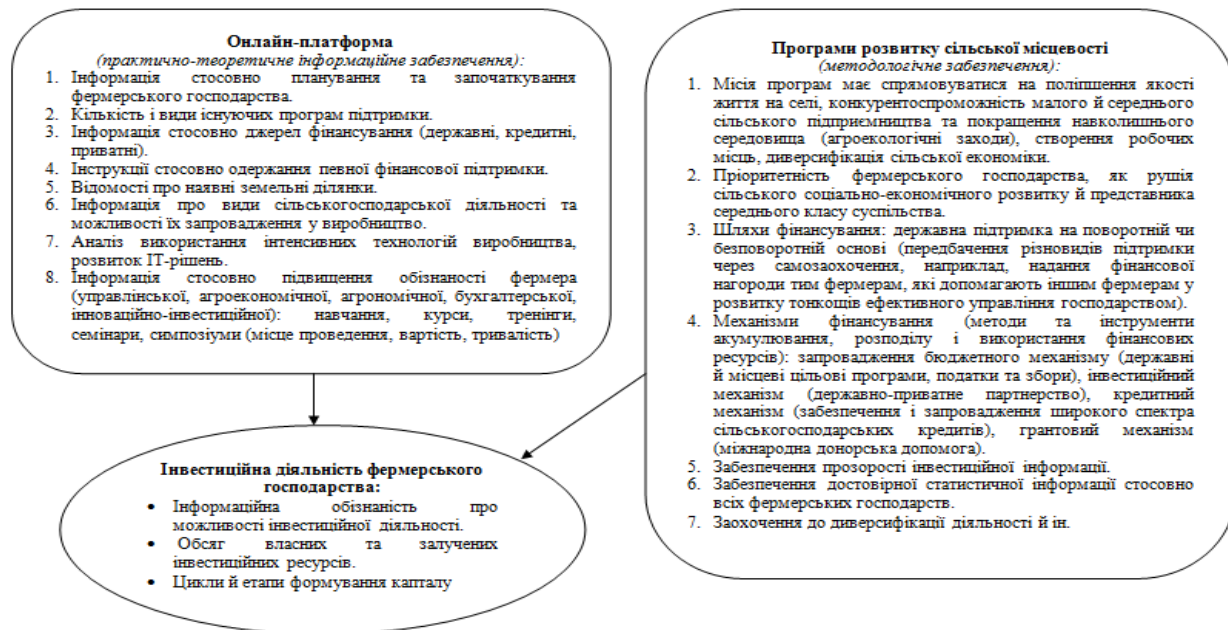 Онлайн-платформа
(практично-теоретичне інформаційне забезпечення):
1. Інформація стосовно планування та започаткування
фермерського господарства.
2. Кількість і види існуючих програм підтримки.
3. Інформація стосовно джерел фінансування (державні, кредитні,
приватні).
4. Інструкції стосовно одержання певної фінансової підтримки.
5. Відомості про наявні земельні ділянки.
6. Інформація про види сільськогосподарської діяльності та
можливості їх запровадження у виробництво.
7. Аналіз використання інтенсивних технологій виробництва,
розвиток ІТ-рішень.
8. Інформація стосовно підвищення обізнаності фермера
(управлінської, агроекономічної, агрономічної, бухгалтерської,
інноваційно-інвестиційної): навчання, курси, тренінги,
семінари, симпозіуми (місце проведення, вартість, тривалість)
Програми розвитку сільської місцевості
(методологічне забезпечення):
1. Місія програм має спрямовуватися на поліпшення якості
життя на селі, конкурентоспроможність малого й середнього
сільського підприємництва та покращення навколишнього
середовища (агроекологічні заходи), створення робочих
місць, диверсифікація сільської економіки.
2. Пріоритетність фермерського господарства, як рушія
сільського соціально-економічного розвитку й представника
середнього класу суспільства.
3. Шляхи фінансування: державна підтримка на поворотній чи
безповоротній основі (передбачення різновидів підтримки
через самозаохочення, наприклад, надання фінансової
нагороди тим фермерам, які допомагають іншим фермерам у
розвитку тонкощів ефективного управління господарством).
4. Механізми фінансування (методи та інструменти
акумулювання, розподілу і використання фінансових
ресурсів): запровадження бюджетного механізму (державні
й місцеві цільові програми, податки та збори), інвестиційний
механізм (державно-приватне партнерство), кредитний
механізм (забезпечення і запровадження широкого спектра
сільськогосподарських кредитів), грантовий механізм
(міжнародна донорська допомога).
5. Забезпечення прозорості інвестиційної інформації.
6. Забезпечення достовірної статистичної інформації стосовно
всіх фермерських господарств.
7. Заохочення до диверсифікації діяльності й ін.
Інвестиційна діяльність фермерського
господарства:
• Інформаційна обізнаність про
можливості інвестиційної діяльності.
• Обсяг власних та залучених
інвестиційних ресурсів.
• Цикли й етапи формування капталу